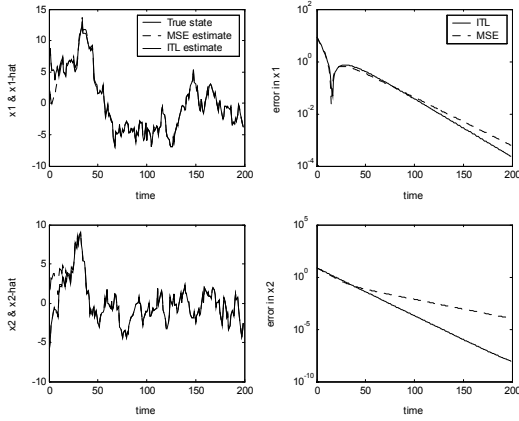 15
10
5
0
-5
-10
0 50 100 150 200
x1 & x1-hat
time
True state
MSE estimate
ITL estimate
10^2
10^0
10^-2
10^-4
0 50 100 150 200
error in x1
time
ITL
MSE
10
5
0
-5
-10
0 50 100 150 200
x2 & x2-hat
time
10^5
10^0
10^-5
10^-10
0 50 100 150 200
error in x2
time